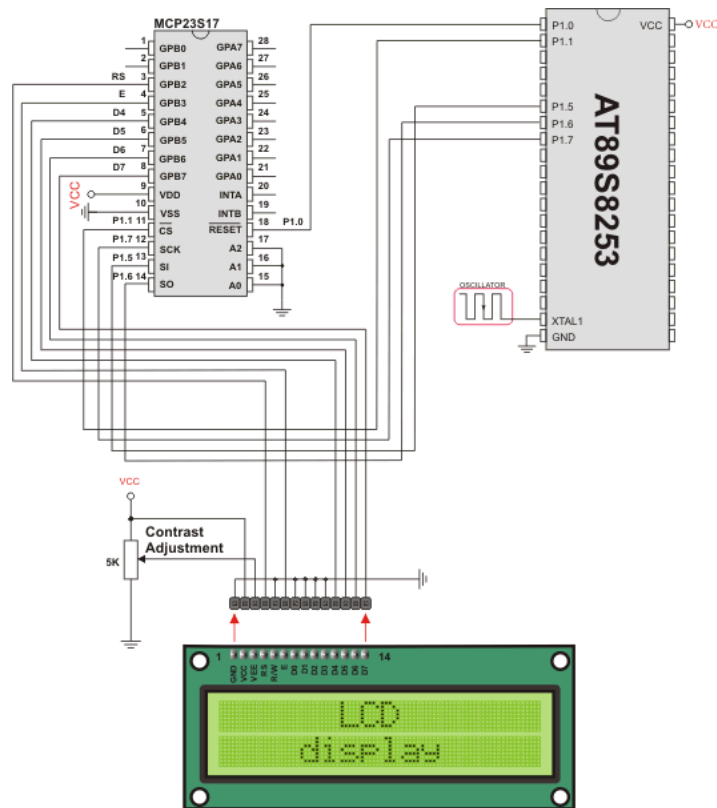 MCP23S17
1 GPB0 GPA7 28
2 GPB1 GPA6 27
RS 3 GPB2 GPA5 26
E 4 GPB3 GPA4 25
D4 5 GPB4 GPA3 24
D5 6 GPB5 GPA2 23
D6 7 GPB6 GPA1 22
D7 8 GPB7 GPA0 21
VCC 9 VDD INTA 20
10 VSS INTB 19
P1.1 11 CS RESET 18 P1.0
P1.7 12 SCK A2 17
P1.5 13 SI A1 16
P1.6 14 SO A0 15
P1.0 VCC VCC
P1.1
P1.5
P1.6
P1.7
AT89S8253
OSCILLATOR
XTAL1
GND
VCC
Contrast
Adjustment
5K
1 14
GND VCC VEE RS R/W E D0 D1 D2 D3 D4 D5 D6 D7
LCD
display